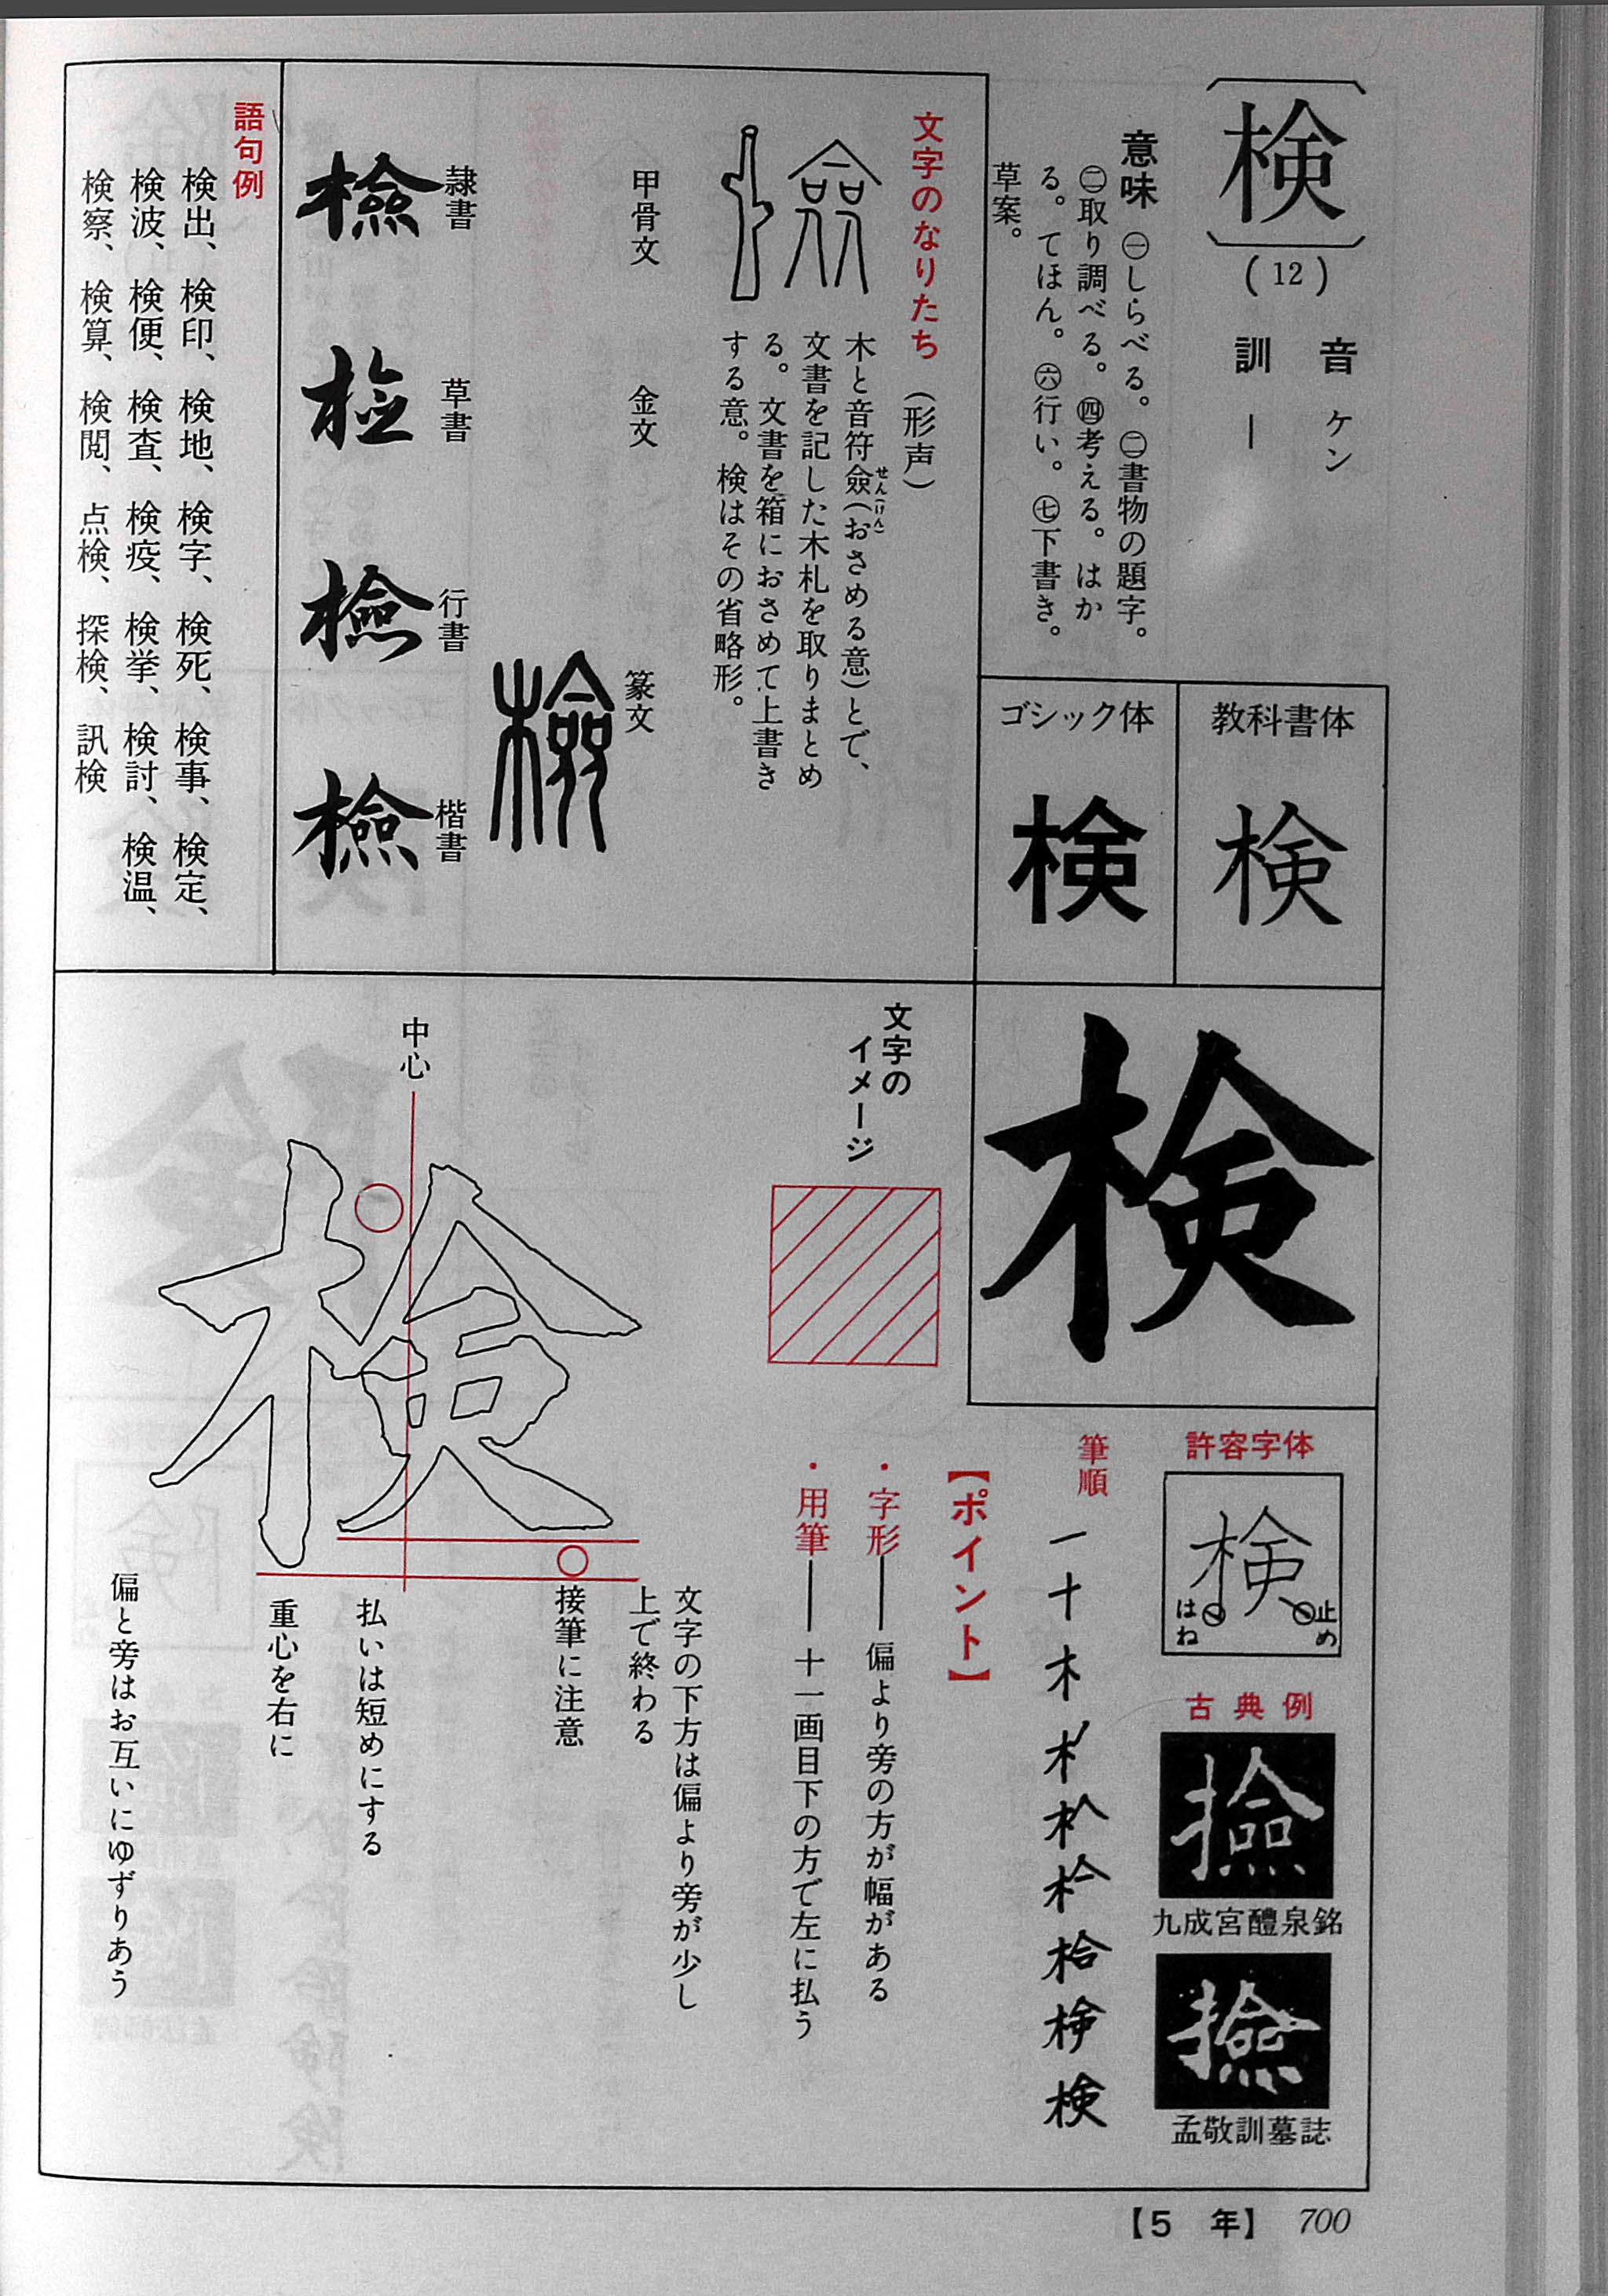 〔検〕
(12)
音 ケン
訓 ―
意味 ㊀しらべる。㊁書物の題字。
㊂取り調べる。㊃考える。はか
る。てほん。㊅行い。㊆下書き。
草案。
教科書体
検
ゴシック体
検
文字のなりたち (形声)
木と音符僉(おさめる意)とで、
せん(けん)
文書を記した木札を取りまとめ
る。文書を箱におさめて上書き
する意。検はその省略形。
甲骨文
金文
篆文
檢
隷書
檢
草書
検
行書
檢
楷書
檢
語句例
検出、検印、検地、検字、検死、検事、検定、
検波、検便、検査、検疫、検挙、検討、検温、
検察、検算、検閲、点検、探検、訊検
検
許容字体
検
止め
はね
古典例
九成宮醴泉銘
孟敬訓墓誌
筆順
一 十 木
検
【ポイント】
・字形――偏より旁の方が幅がある
・用筆――十一画目下の方で左に払う
文字の
イメージ
中心
検
文字の下方は偏より旁が少し
上で終わる
接筆に注意
払いは短めにする
重心を右に
偏と旁はお互いにゆずりあう
【5 年】 700